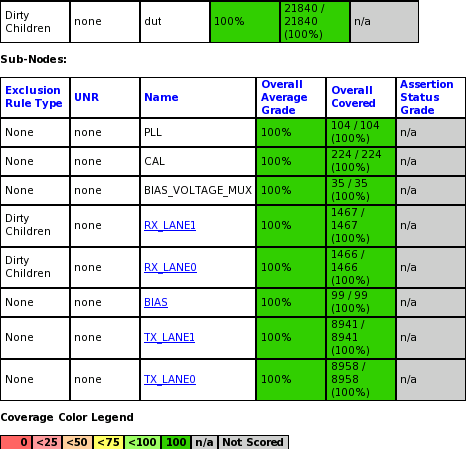 Dirty Children none dut 100% 21840 / 21840 (100%) n/a
Sub-Nodes:
Exclusion Rule Type UNR Name Overall Average Grade Overall Covered Assertion Status Grade
None none PLL 100% 104 / 104 (100%) n/a
None none CAL 100% 224 / 224 (100%) n/a
None none BIAS_VOLTAGE_MUX 100% 35 / 35 (100%) n/a
Dirty Children none RX_LANE1 100% 1467 / 1467 (100%) n/a
Dirty Children none RX_LANE0 100% 1466 / 1466 (100%) n/a
None none BIAS 100% 99 / 99 (100%) n/a
None none TX_LANE1 100% 8941 / 8941 (100%) n/a
None none TX_LANE0 100% 8958 / 8958 (100%) n/a
Coverage Color Legend
0 <25 <50 <75 <100 100 n/a Not Scored